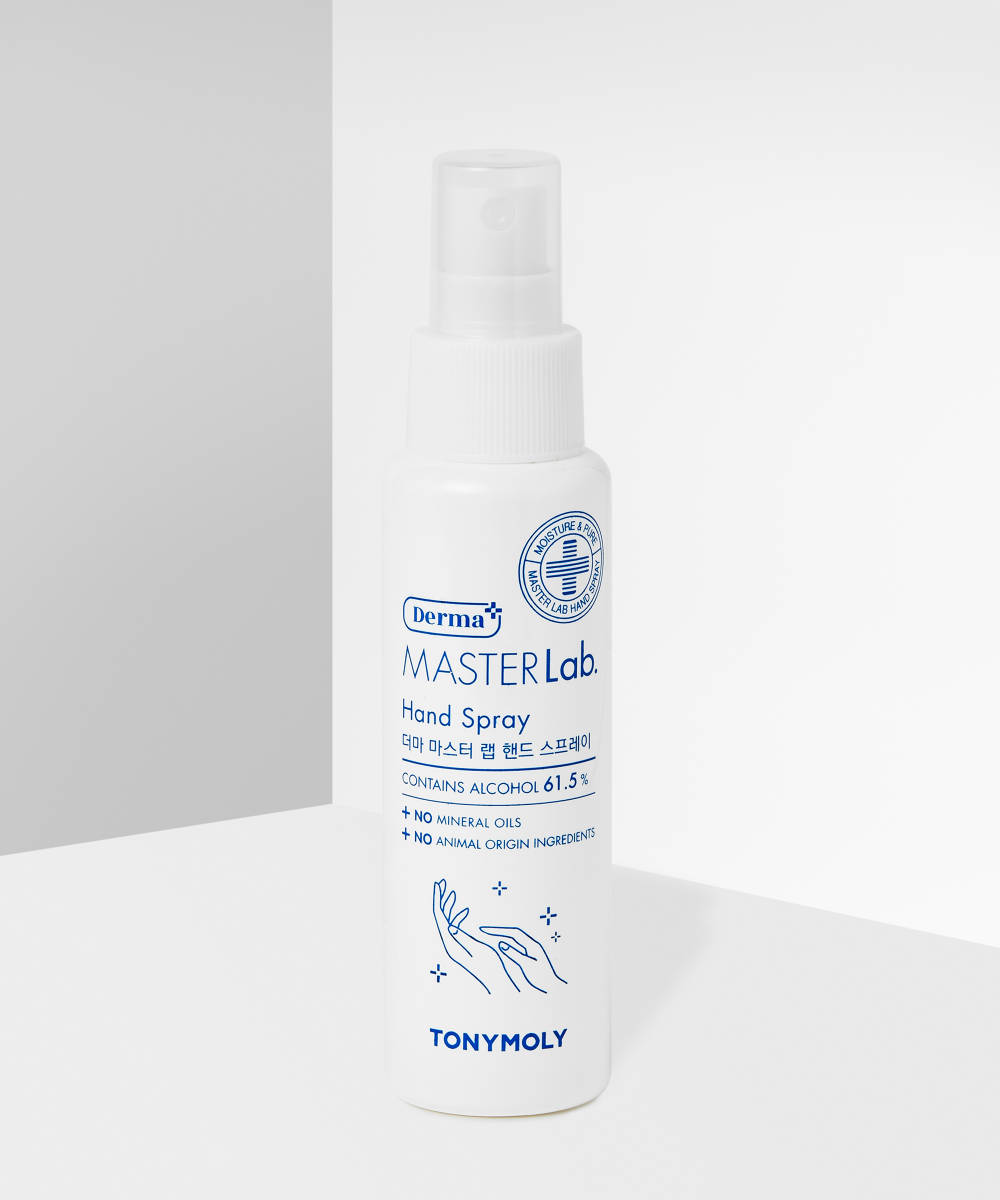 MOISTURE & PURE
MASTER LAB HAND SPRAY
Derma+
MASTER Lab.
Hand Spray
더마 마스터 랩 핸드 스프레이
CONTAINS ALCOHOL 61.5 %
+ NO MINERAL OILS
+ NO ANIMAL ORIGIN INGREDIENTS
TONYMOLY